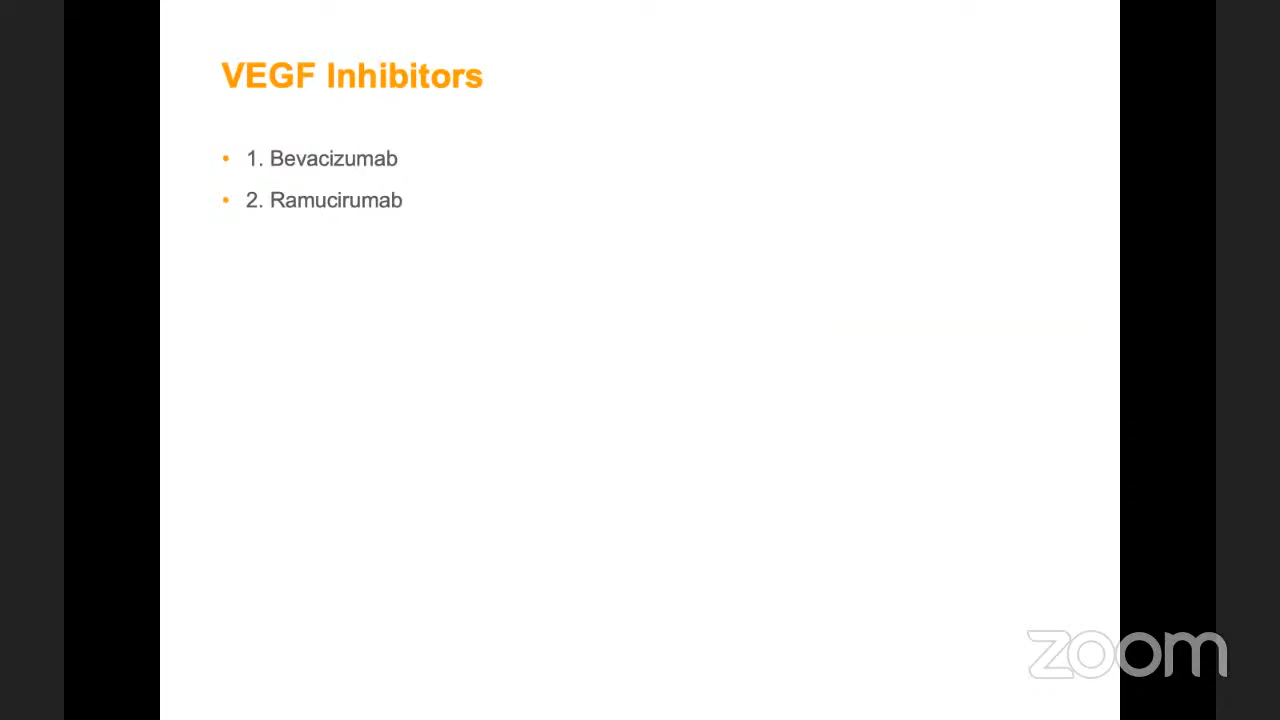 VEGF Inhibitors
• 1. Bevacizumab
• 2. Ramucirumab
zoom